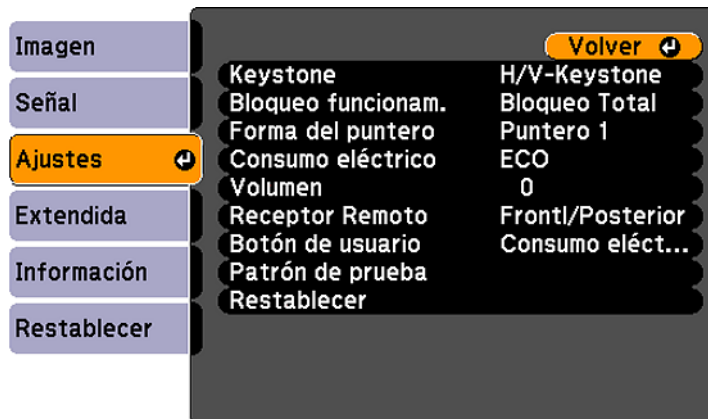 Imagen
Señal
Ajustes
Extendida
Información
Restablecer
Volver
Keystone H/V-Keystone
Bloqueo funcionam. Bloqueo Total
Forma del puntero Puntero 1
Consumo eléctrico ECO
Volumen 0
Receptor Remoto Frontl/Posterior
Botón de usuario Consumo eléct...
Patrón de prueba
Restablecer